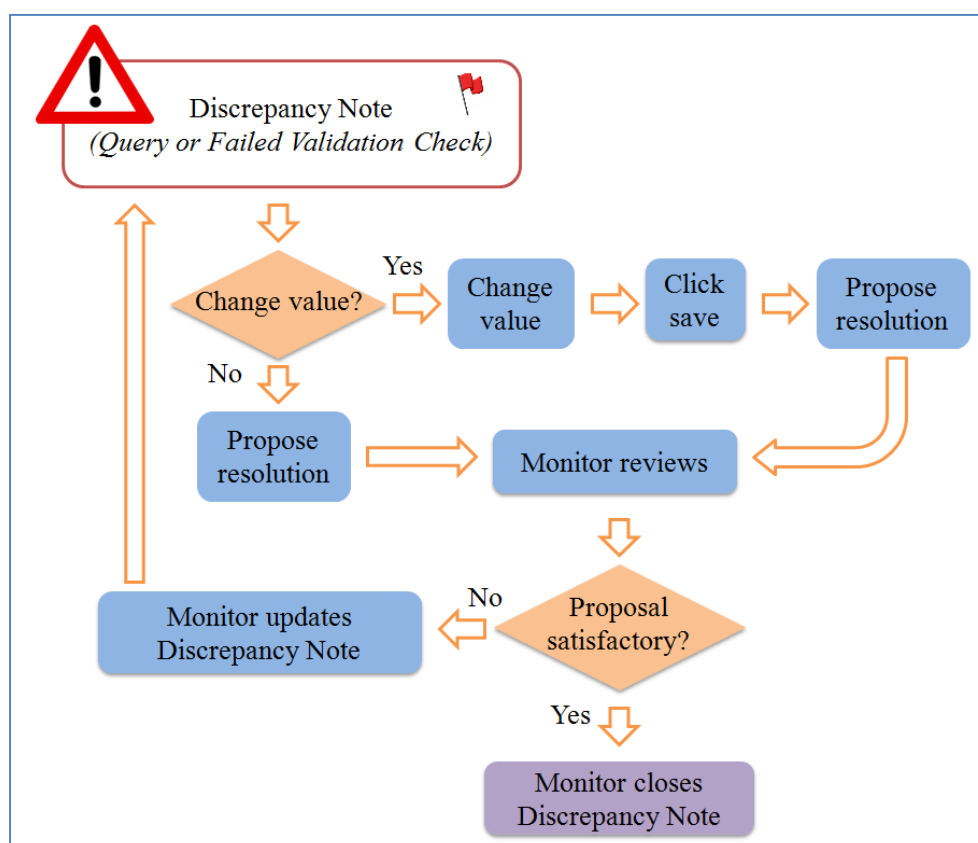 Discrepancy Note
(Query or Failed Validation Check)
Change value?
Yes
Change
value
Click
save
Propose
resolution
No
Propose
resolution
Monitor reviews
Proposal
satisfactory?
No
Monitor updates
Discrepancy Note
Yes
Monitor closes
Discrepancy Note